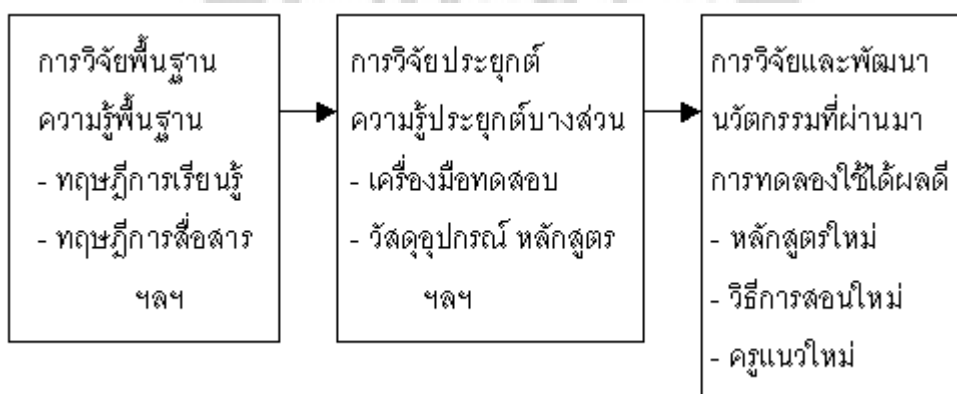 การวิจัยพื้นฐาน
ความรู้พื้นฐาน
- ทฤษฎีการเรียนรู้
- ทฤษฎีการสื่อสาร
ฯลฯ
การวิจัยประยุกต์
ความรู้ประยุกต์บางส่วน
- เครื่องมือทดสอบ
- วัสดุอุปกรณ์ หลักสูตร
ฯลฯ
การวิจัยและพัฒนา
นวัตกรรมที่ผ่านมา
การทดลองใช้ได้ผลดี
- หลักสูตรใหม่
- วิธีการสอนใหม่
- ครูแนวใหม่